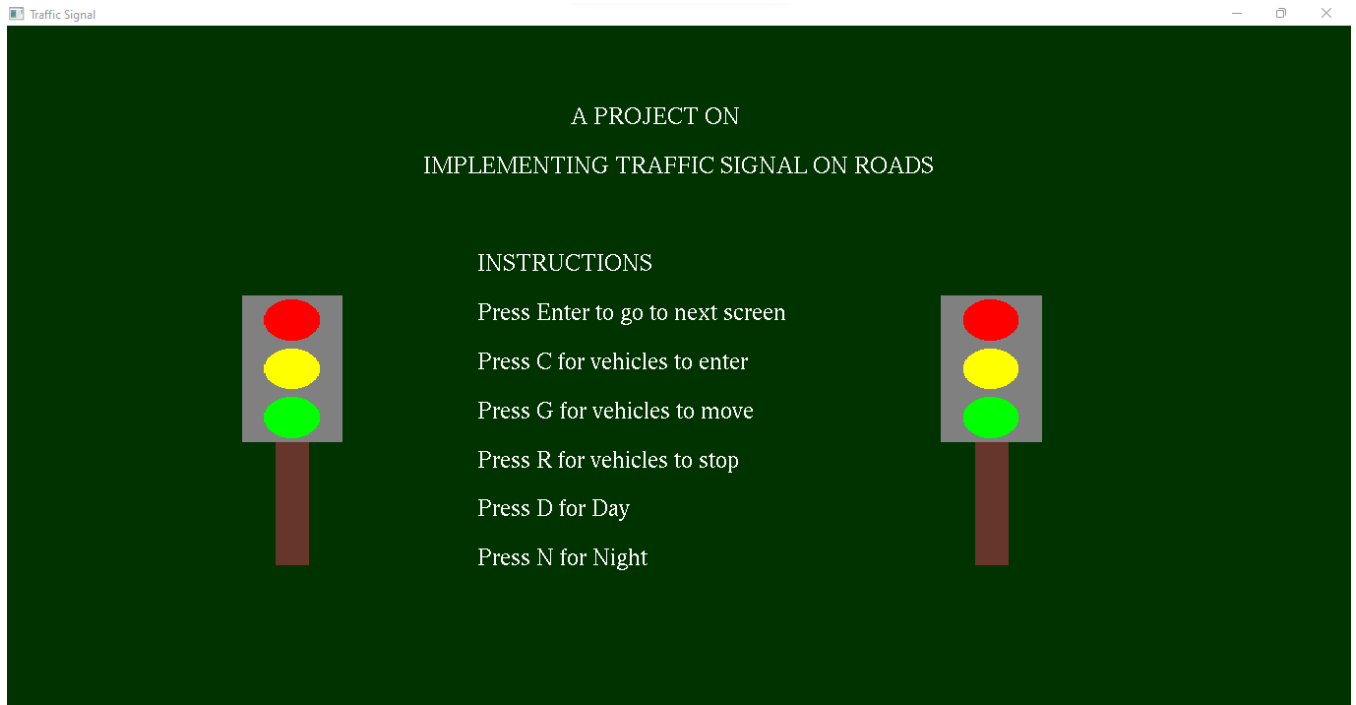 Traffic Signal
A PROJECT ON
IMPLEMENTING TRAFFIC SIGNAL ON ROADS
INSTRUCTIONS
Press Enter to go to next screen
Press C for vehicles to enter
Press G for vehicles to move
Press R for vehicles to stop
Press D for Day
Press N for Night